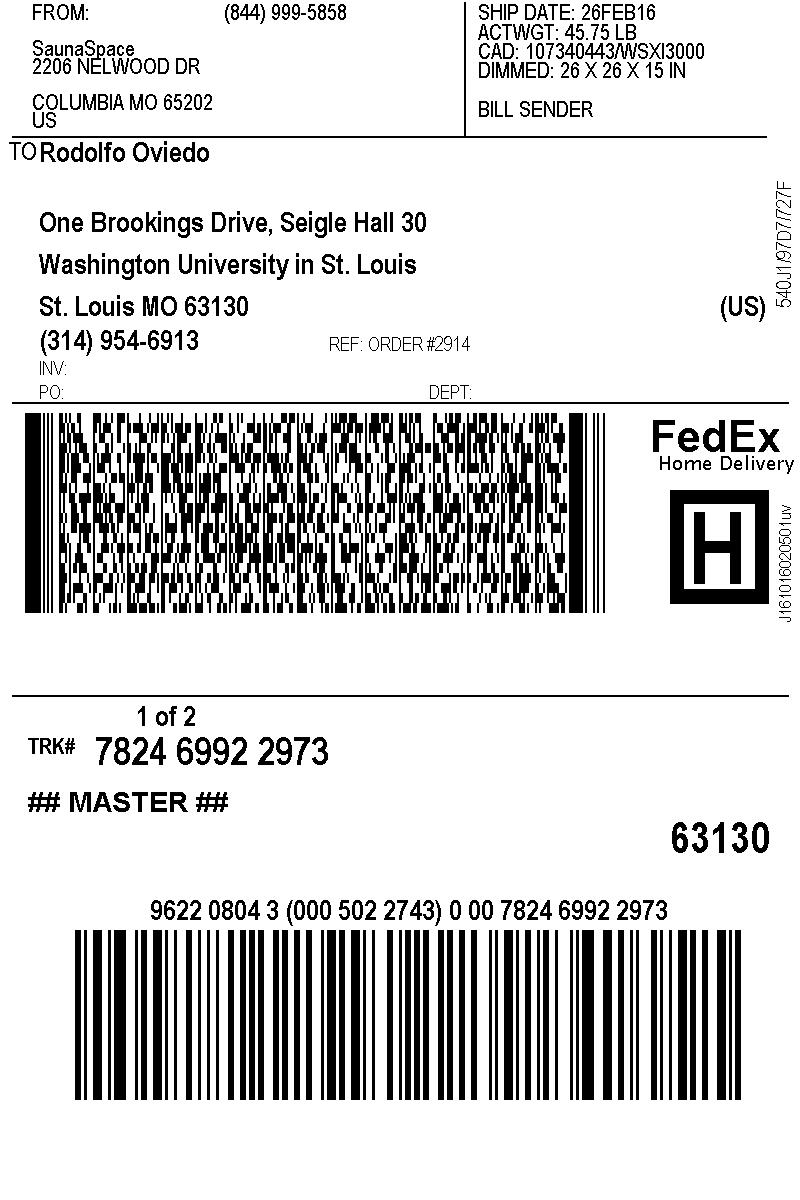 FROM: (844) 999-5858
SaunaSpace
2206 NELWOOD DR
COLUMBIA MO 65202
US
SHIP DATE: 26FEB16
ACTWGT: 45.75 LB
CAD: 107340443/WSXI3000
DIMMED: 26 X 26 X 15 IN
BILL SENDER
TO Rodolfo Oviedo
One Brookings Drive, Seigle Hall 30
Washington University in St. Louis
St. Louis MO 63130 (US)
(314) 954-6913 REF: ORDER #2914
INV:
PO: DEPT:
540J1/97D7/727F
FedEx
Home Delivery
H
J161016020501uv
1 of 2
TRK# 7824 6992 2973
## MASTER ##
63130
9622 0804 3 (000 502 2743) 0 00 7824 6992 2973